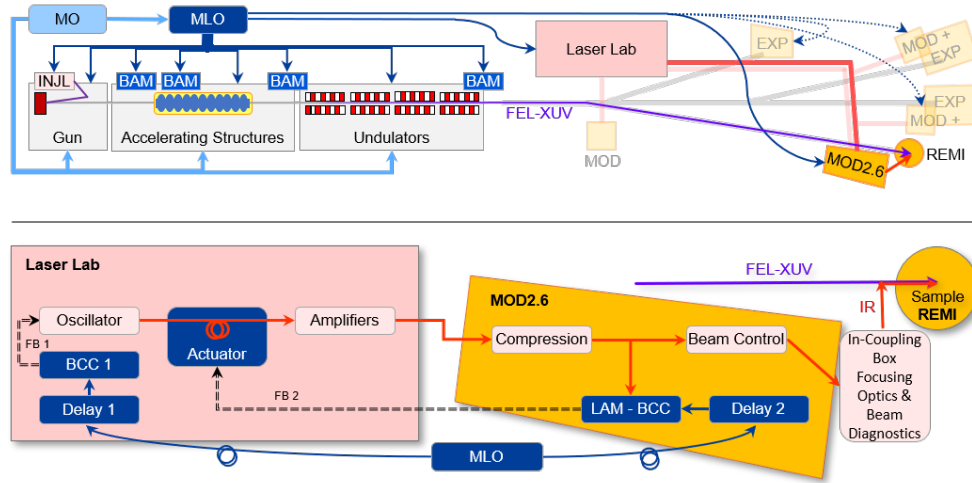 MO
MLO
Laser Lab
EXP
MOD +
EXP
INJL
BAM
BAM
BAM
BAM
EXP
MOD +
FEL-XUV
Gun
Accelerating Structures
Undulators
MOD
MOD2.6
REMI
Laser Lab
FEL-XUV
MOD2.6
IR
Sample
REMI
Oscillator
Actuator
Amplifiers
Compression
Beam Control
FB 1
BCC 1
In-Coupling
Box
Focusing
Optics &
Beam
Diagnostics
FB 2
Delay 1
LAM - BCC
Delay 2
MLO